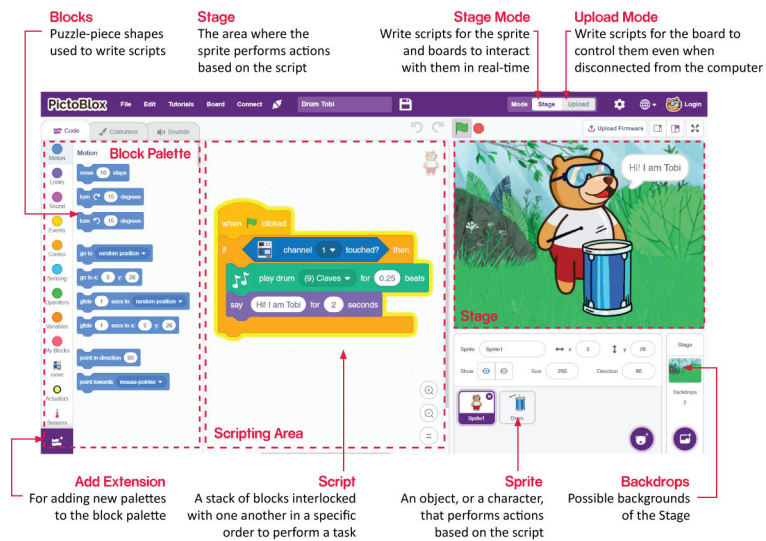 Blocks
Puzzle-piece shapes
used to write scripts
Stage
The area where the
sprite performs actions
based on the script
Stage Mode
Write scripts for the sprite
and boards to interact
with them in real-time
Upload Mode
Write scripts for the board to
control them even when
disconnected from the computer
PictoBlox File Edit Tutorials Board Connect Drum Tobi Mode Stage Upload Login
Code Costumes Sounds Upload Firmware
Motion
Looks
Sound
Events
Control
Sensing
Operators
Variables
My Blocks
evive
Actuators
Sensors
Motion
Block Palette
move 10 steps
turn 15 degrees
turn 15 degrees
go to random position
go to x: 5 y: 26
glide 1 secs to random position
glide 1 secs to x: 5 y: 26
point in direction 90
point towards mouse-pointer
when clicked
if channel 1 touched? then
play drum (9) Claves for 0.25 beats
say Hi! I am Tobi for 2 seconds
Scripting Area
Hi! I am Tobi
Stage
Sprite Sprite1 x 5 y 26
Show Size 250 Direction 90
Sprite1
Drum
Stage
Backdrops
2
Add Extension
For adding new palettes
to the block palette
Script
A stack of blocks interlocked
with one another in a specific
order to perform a task
Sprite
An object, or a character,
that performs actions
based on the script
Backdrops
Possible backgrounds
of the Stage